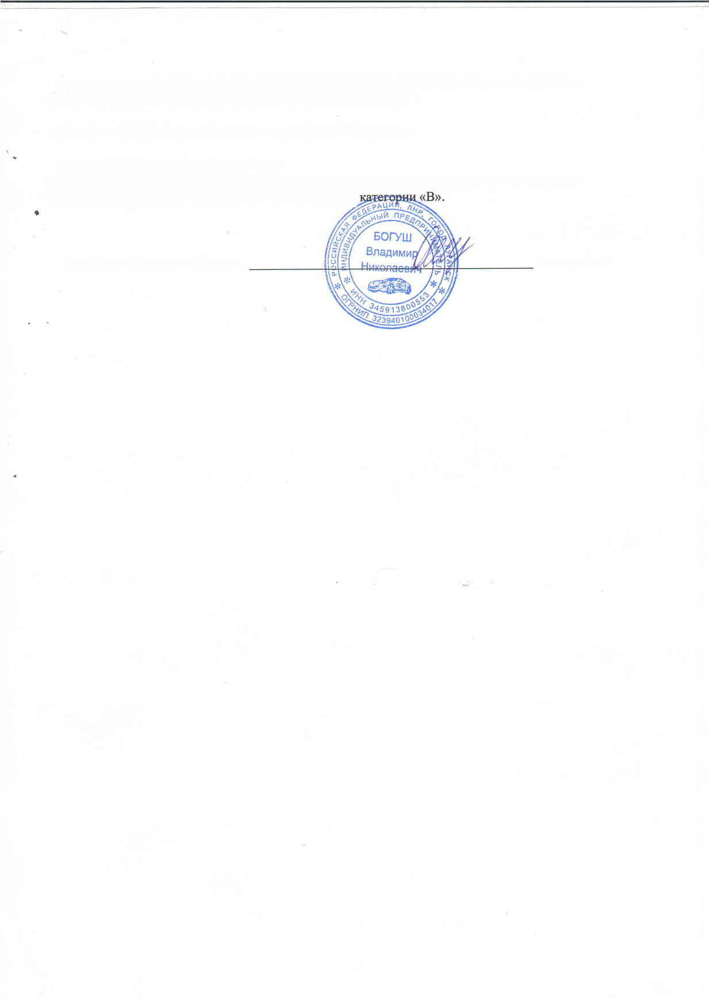 категории «В».
РОССИЙСКАЯ ФЕДЕРАЦИЯ, ЛНР, ГОРОД ЛУГАНСК
ИНДИВИДУАЛЬНЫЙ ПРЕДПРИНИМАТЕЛЬ
БОГУШ
Владимир
Николаевич
ИНН 345913800553
ОГРНИП 323940100034017